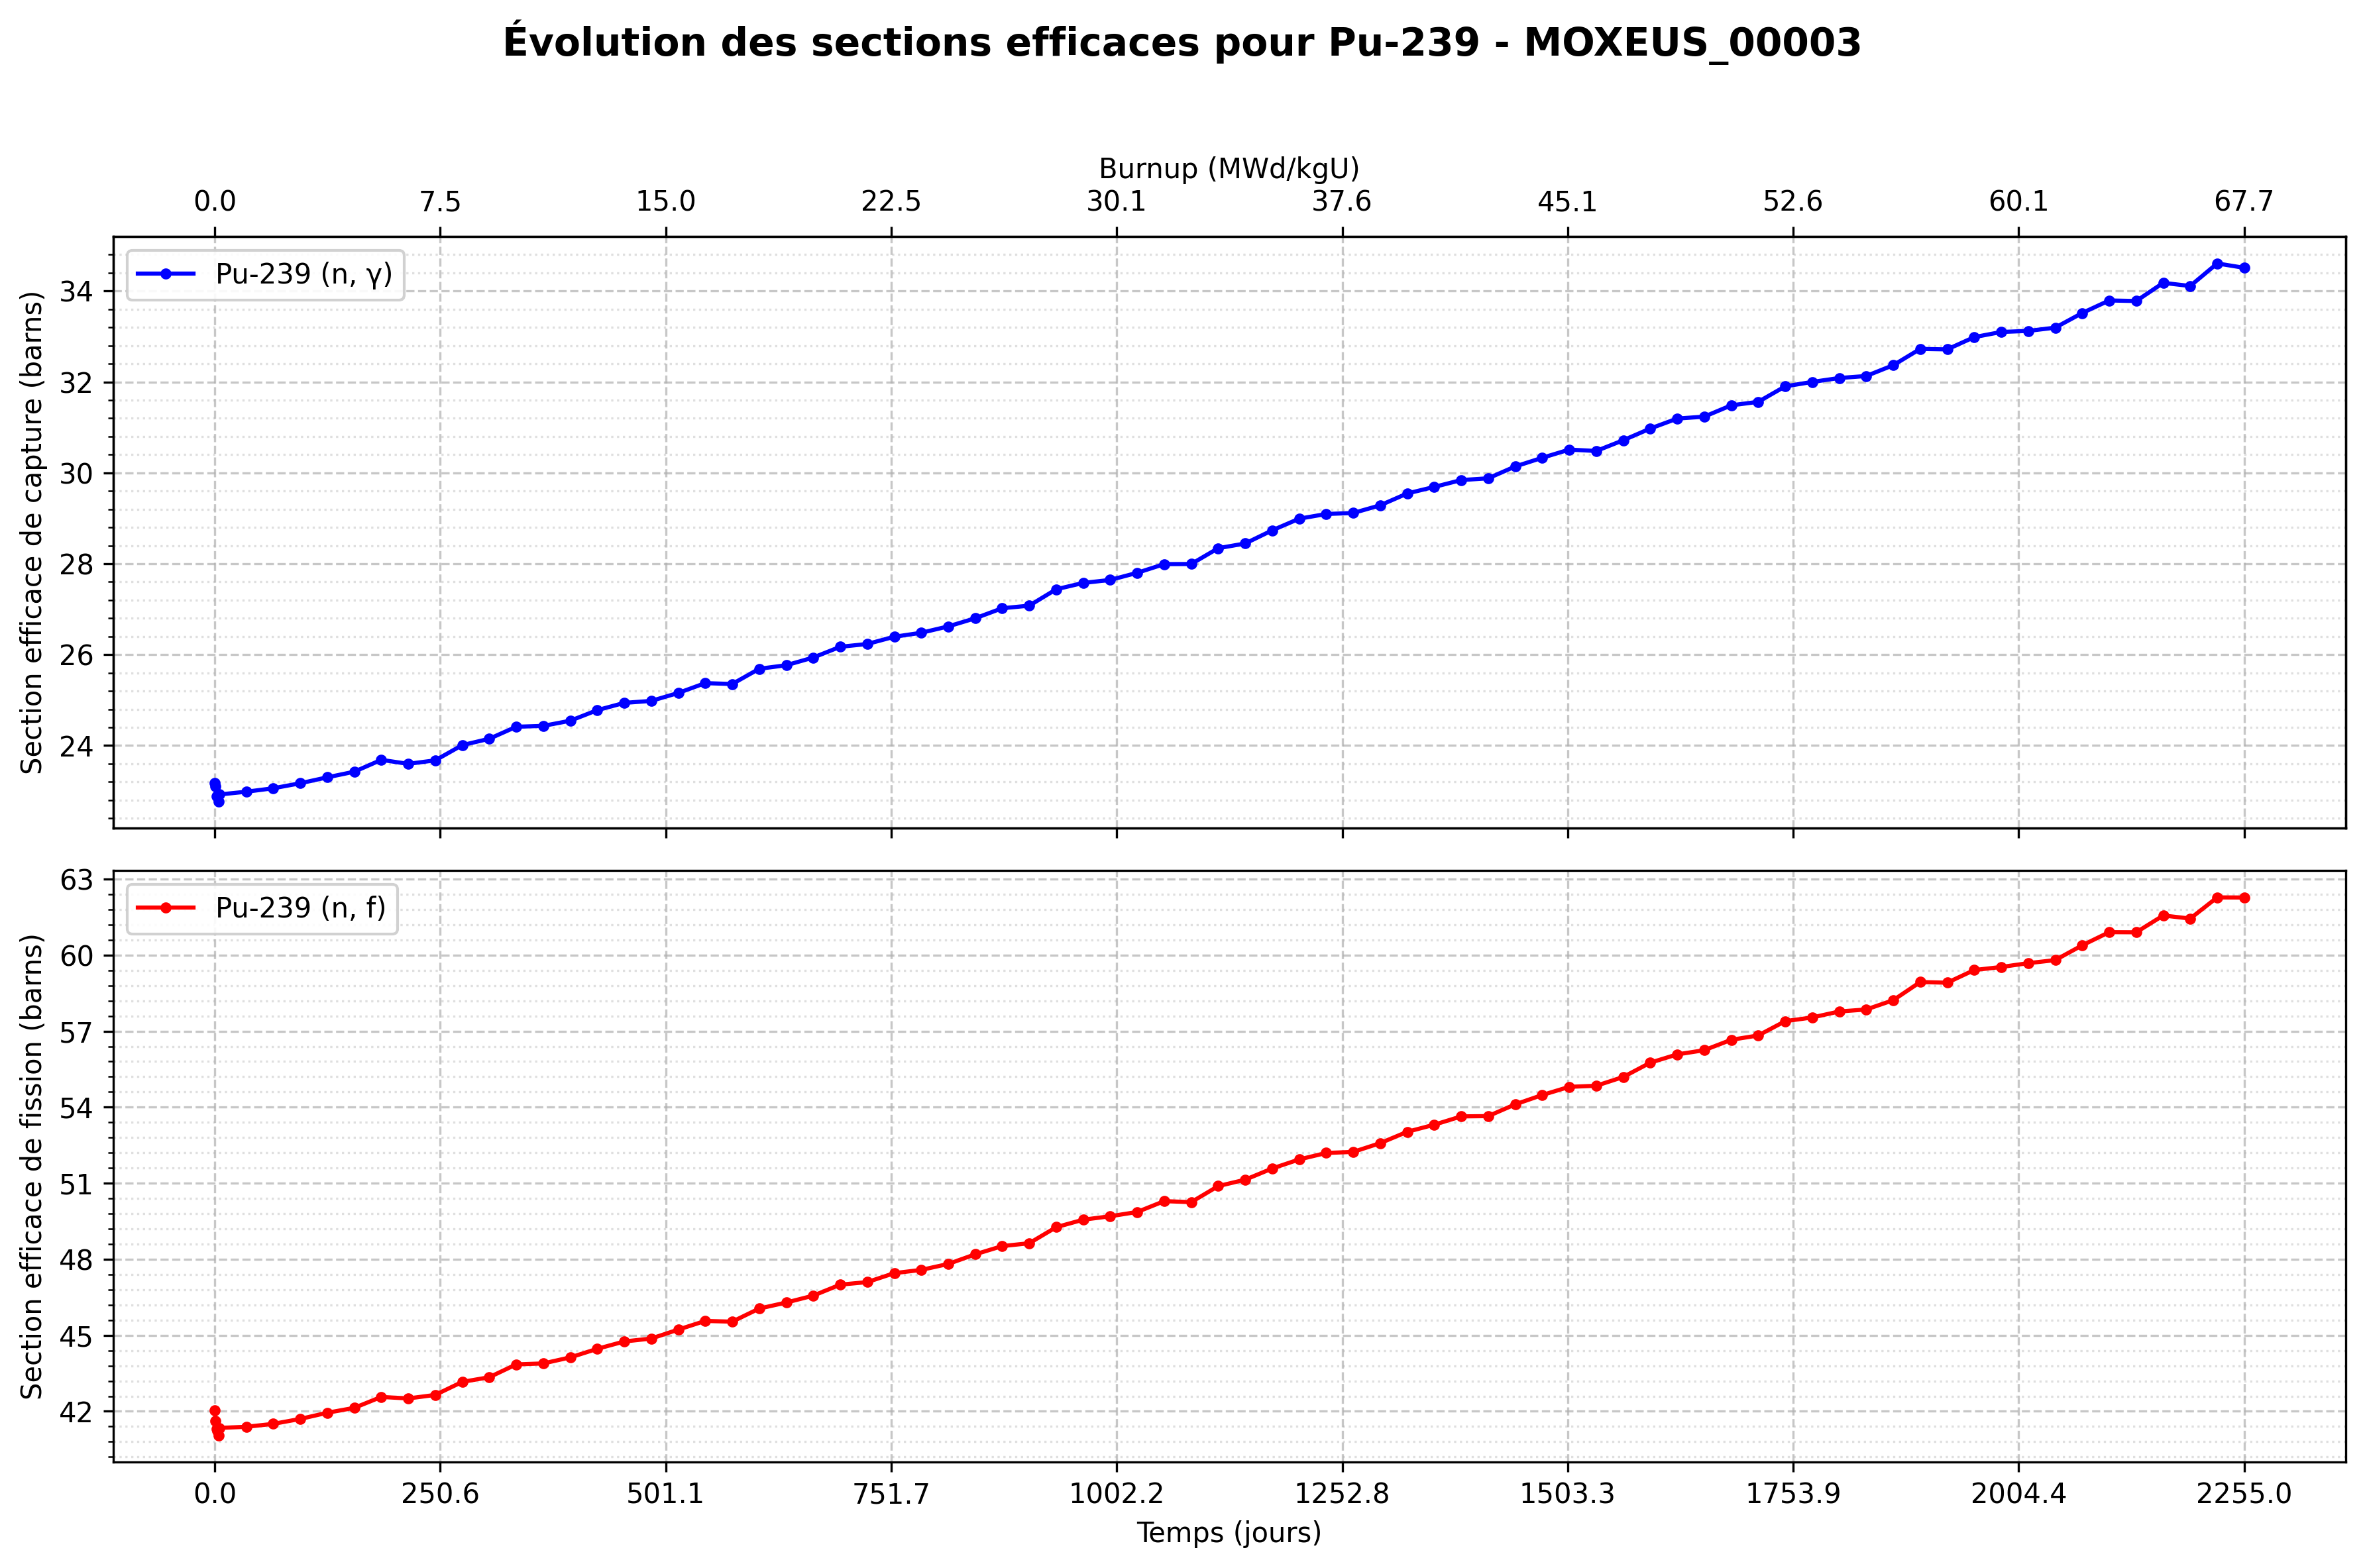 Évolution des sections efficaces pour Pu-239 - MOXEUS_00003
Burnup (MWd/kgU)
0.0 7.5 15.0 22.5 30.1 37.6 45.1 52.6 60.1 67.7
Pu-239 (n, γ)
Section efficace de capture (barns)
34
32
30
28
26
24
Pu-239 (n, f)
Section efficace de fission (barns)
63
60
57
54
51
48
45
42
0.0 250.6 501.1 751.7 1002.2 1252.8 1503.3 1753.9 2004.4 2255.0
Temps (jours)